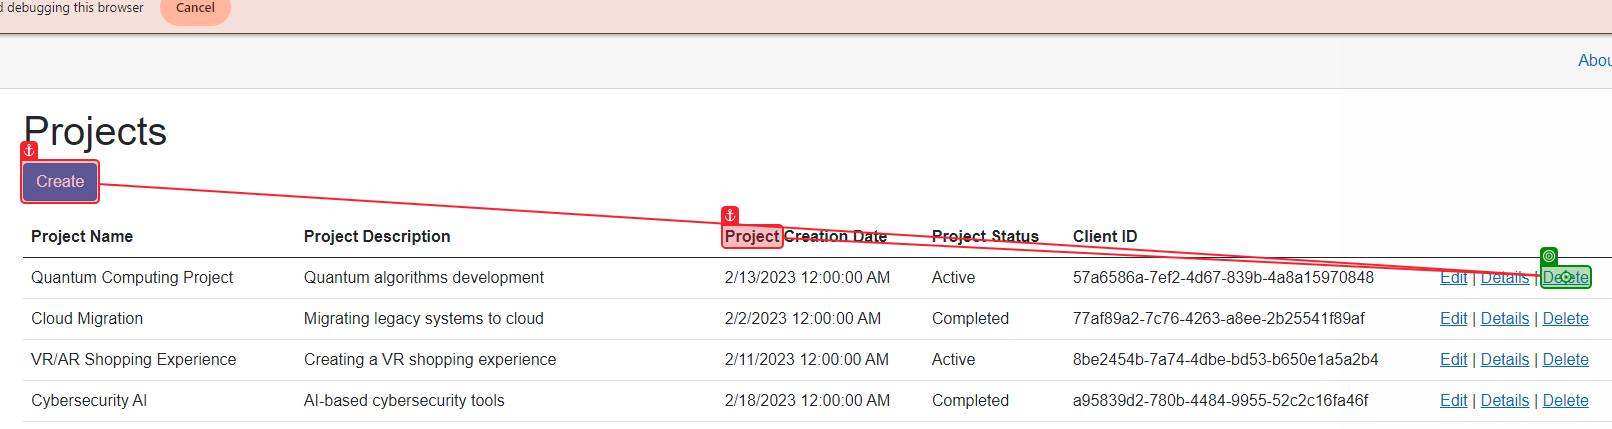 d debugging this browser Cancel
Abou
Projects
Create
Project Name Project Description Project Creation Date Project Status Client ID
Quantum Computing Project Quantum algorithms development 2/13/2023 12:00:00 AM Active 57a6586a-7ef2-4d67-839b-4a8a15970848 Edit | Details | Delete
Cloud Migration Migrating legacy systems to cloud 2/2/2023 12:00:00 AM Completed 77af89a2-7c76-4263-a8ee-2b25541f89af Edit | Details | Delete
VR/AR Shopping Experience Creating a VR shopping experience 2/11/2023 12:00:00 AM Active 8be2454b-7a74-4dbe-bd53-b650e1a5a2b4 Edit | Details | Delete
Cybersecurity AI AI-based cybersecurity tools 2/18/2023 12:00:00 AM Completed a95839d2-780b-4484-9955-52c2c16fa46f Edit | Details | Delete